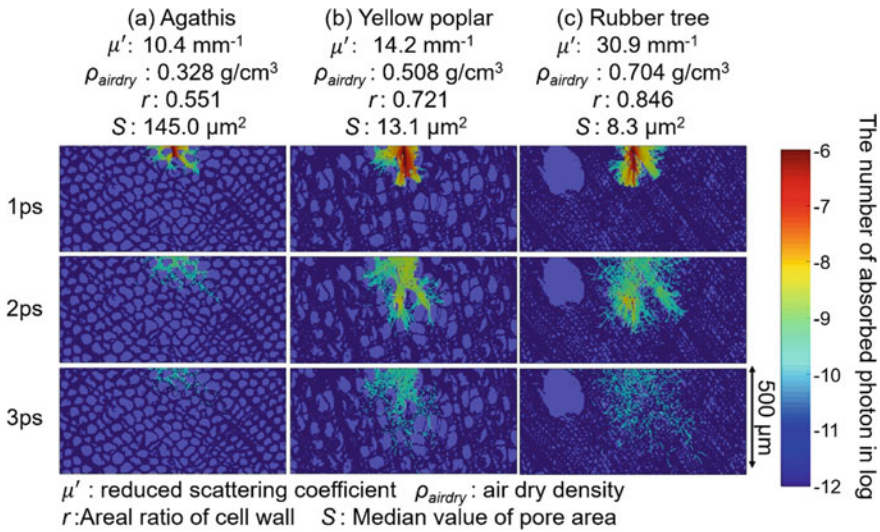 (a) Agathis (b) Yellow poplar (c) Rubber tree
μ′: 10.4 mm⁻¹ μ′: 14.2 mm⁻¹ μ′: 30.9 mm⁻¹
ρairdry : 0.328 g/cm³ ρairdry : 0.508 g/cm³ ρairdry : 0.704 g/cm³
r: 0.551 r: 0.721 r: 0.846
S: 145.0 μm² S: 13.1 μm² S: 8.3 μm²
1ps
2ps
3ps
500 μm
-6
-7
-8
-9
-10
-11
-12
The number of absorbed photon in log
μ′ : reduced scattering coefficient ρairdry : air dry density
r:Areal ratio of cell wall S: Median value of pore area